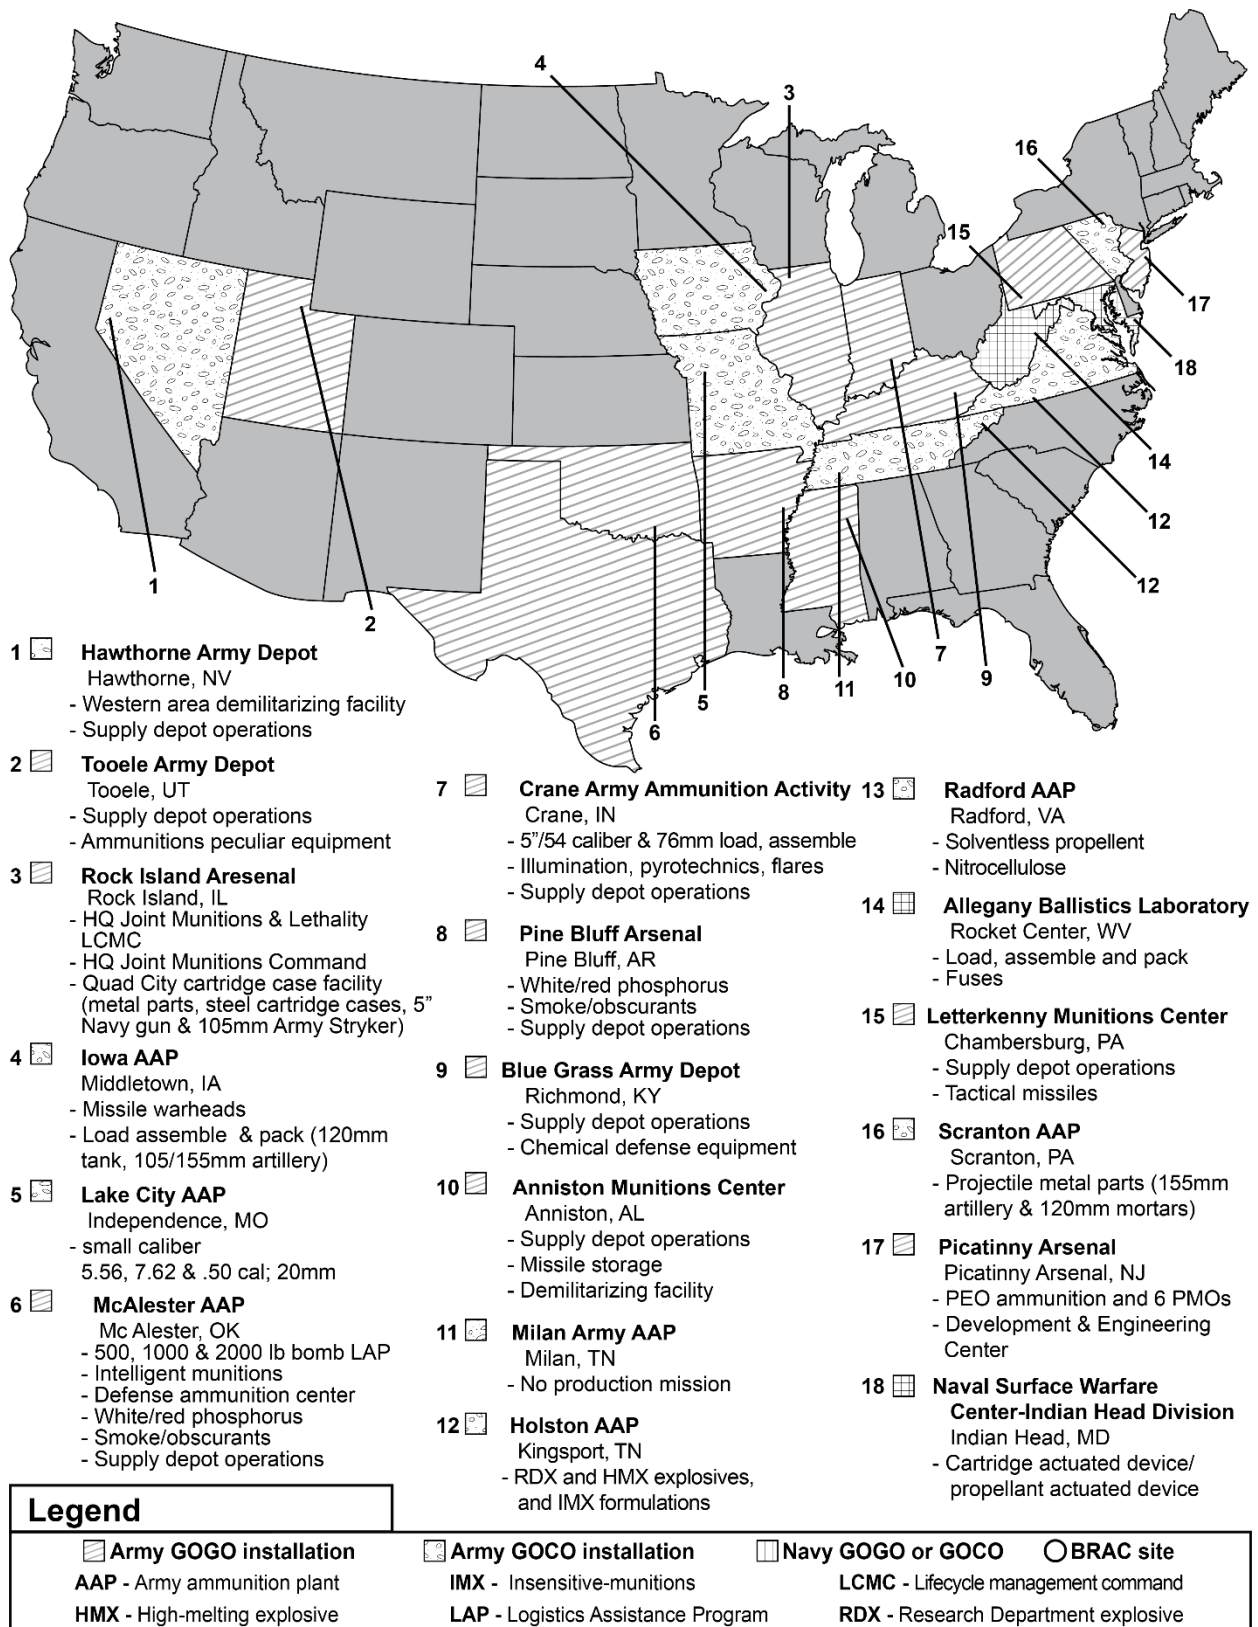 4
3
16
15
17
18
14
12
12
1
2
7
9
10
11
8
5
6
1 Hawthorne Army Depot
Hawthorne, NV
- Western area demilitarizing facility
- Supply depot operations
2 Tooele Army Depot
Tooele, UT
- Supply depot operations
- Ammunitions peculiar equipment
3 Rock Island Aresenal
Rock Island, IL
- HQ Joint Munitions & Lethality
LCMC
- HQ Joint Munitions Command
- Quad City cartridge case facility
(metal parts, steel cartridge cases, 5”
Navy gun & 105mm Army Stryker)
4 Iowa AAP
Middletown, IA
- Missile warheads
- Load assemble & pack (120mm
tank, 105/155mm artillery)
5 Lake City AAP
Independence, MO
- small caliber
5.56, 7.62 & .50 cal; 20mm
6 McAlester AAP
Mc Alester, OK
- 500, 1000 & 2000 lb bomb LAP
- Intelligent munitions
- Defense ammunition center
- White/red phosphorus
- Smoke/obscurants
- Supply depot operations
7 Crane Army Ammunition Activity
Crane, IN
- 5”/54 caliber & 76mm load, assemble
- Illumination, pyrotechnics, flares
- Supply depot operations
8 Pine Bluff Arsenal
Pine Bluff, AR
- White/red phosphorus
- Smoke/obscurants
- Supply depot operations
9 Blue Grass Army Depot
Richmond, KY
- Supply depot operations
- Chemical defense equipment
10 Anniston Munitions Center
Anniston, AL
- Supply depot operations
- Missile storage
- Demilitarizing facility
11 Milan Army AAP
Milan, TN
- No production mission
12 Holston AAP
Kingsport, TN
- RDX and HMX explosives,
and IMX formulations
13 Radford AAP
Radford, VA
- Solventless propellent
- Nitrocellulose
14 Allegany Ballistics Laboratory
Rocket Center, WV
- Load, assemble and pack
- Fuses
15 Letterkenny Munitions Center
Chambersburg, PA
- Supply depot operations
- Tactical missiles
16 Scranton AAP
Scranton, PA
- Projectile metal parts (155mm
artillery & 120mm mortars)
17 Picatinny Arsenal
Picatinny Arsenal, NJ
- PEO ammunition and 6 PMOs
- Development & Engineering
Center
18 Naval Surface Warfare
Center-Indian Head Division
Indian Head, MD
- Cartridge actuated device/
propellant actuated device
Legend
Army GOGO installation Army GOCO installation Navy GOGO or GOCO BRAC site
AAP - Army ammunition plant IMX - Insensitive-munitions LCMC - Lifecycle management command
HMX - High-melting explosive LAP - Logistics Assistance Program RDX - Research Department explosive